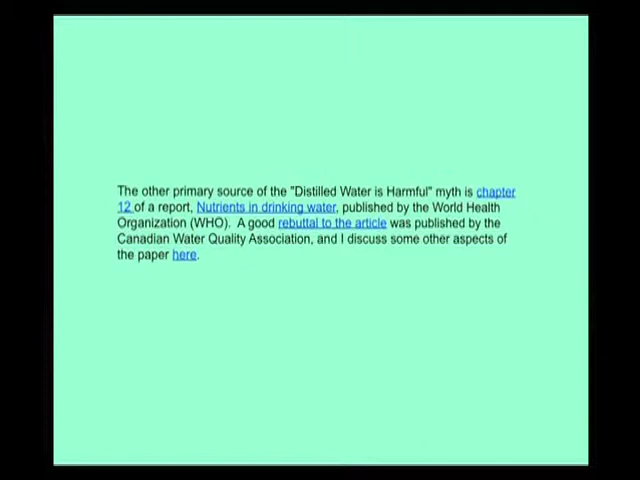 The other primary source of the "Distilled Water is Harmful" myth is chapter
12 of a report, Nutrients in drinking water, published by the World Health
Organization (WHO).  A good rebuttal to the article was published by the
Canadian Water Quality Association, and I discuss some other aspects of
the paper here.